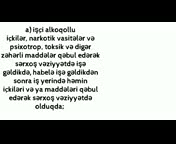 a) işçi alkoqollu
içkilər, narkotik vasitələr və
psixotrop, toksik və digər
zəhərli maddələr qəbul edərək
sərxoş vəziyyətdə işə
gəldikdə, habelə işə gəldikdən
sonra iş yerində həmin
içkiləri və ya maddələri qəbul
edərək sərxoş vəziyyətdə
olduqda;